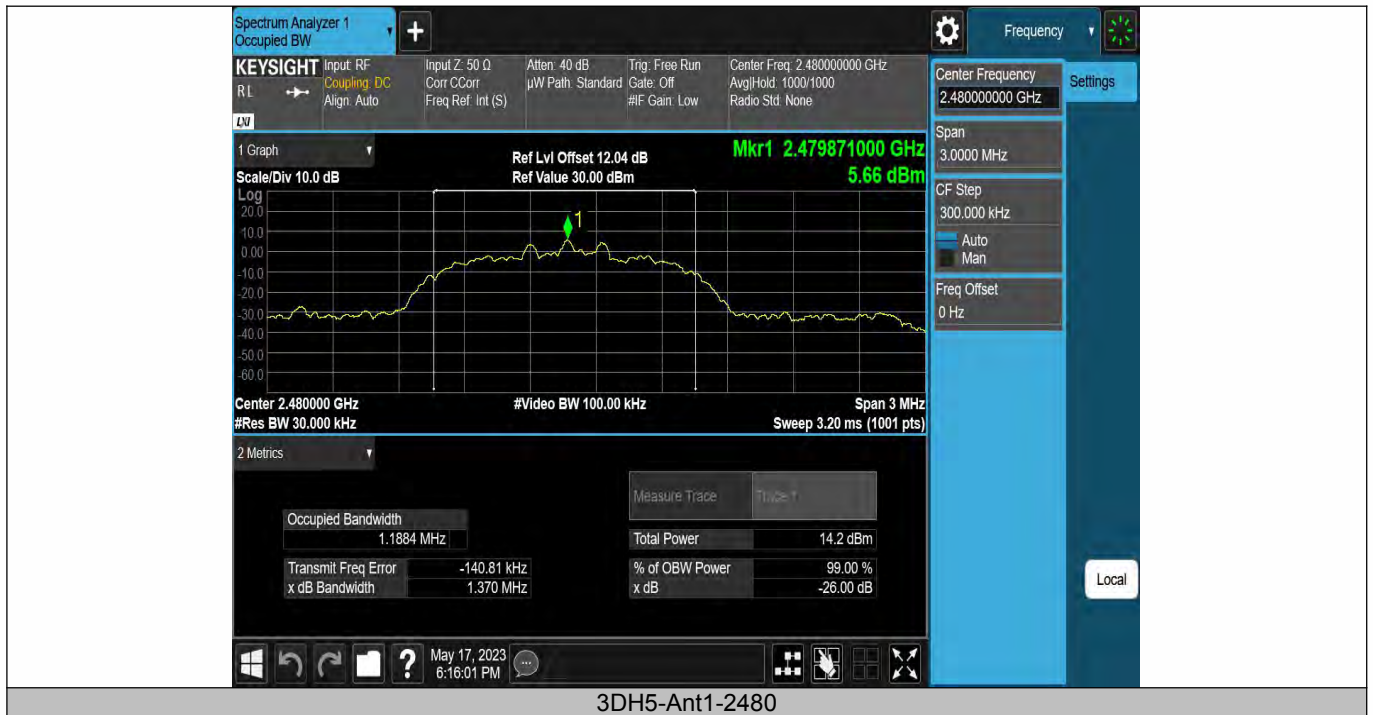 Spectrum Analyzer 1
Occupied BW
Frequency
KEYSIGHT
RL
LXI
Input: RF
Coupling: DC
Align: Auto
Input Z: 50 Ω
Corr CCorr
Freq Ref: Int (S)
Atten: 40 dB
µW Path: Standard
Trig: Free Run
Gate: Off
#IF Gain: Low
Center Freq: 2.480000000 GHz
Avg|Hold: 1000/1000
Radio Std: None
Center Frequency
2.480000000 GHz
Settings
Span
3.0000 MHz
CF Step
300.000 kHz
Auto
Man
Freq Offset
0 Hz
Local
1 Graph
Scale/Div 10.0 dB
Ref Lvl Offset 12.04 dB
Ref Value 30.00 dBm
Mkr1 2.479871000 GHz
5.66 dBm
Log
20.0
10.0
0.00
-10.0
-20.0
-30.0
-40.0
-50.0
-60.0
1
Center 2.480000 GHz
#Res BW 30.000 kHz
#Video BW 100.00 kHz
Span 3 MHz
Sweep 3.20 ms (1001 pts)
2 Metrics
Measure Trace
Trace 1
Occupied Bandwidth
1.1884 MHz
Total Power 14.2 dBm
Transmit Freq Error -140.81 kHz
% of OBW Power 99.00 %
x dB Bandwidth 1.370 MHz
x dB -26.00 dB
?
May 17, 2023
6:16:01 PM
3DH5-Ant1-2480